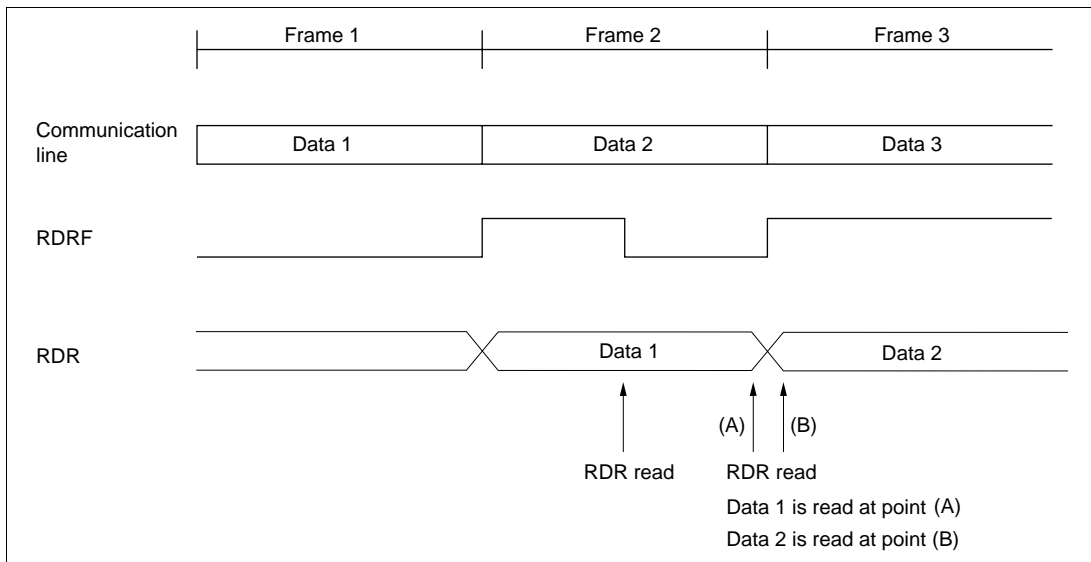 Frame 1 Frame 2 Frame 3
Communication
line
Data 1 Data 2 Data 3
RDRF
RDR
Data 1 Data 2
(A) (B)
RDR read RDR read
Data 1 is read at point (A)
Data 2 is read at point (B)